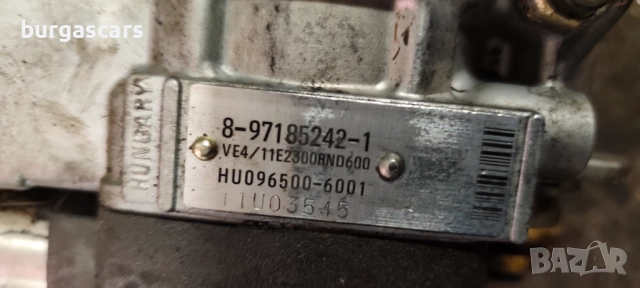 burgascars
HUNGARY
8-97185242-1
VE4/11E2300RND600
HU096500-6001
11U03545
BAZAR